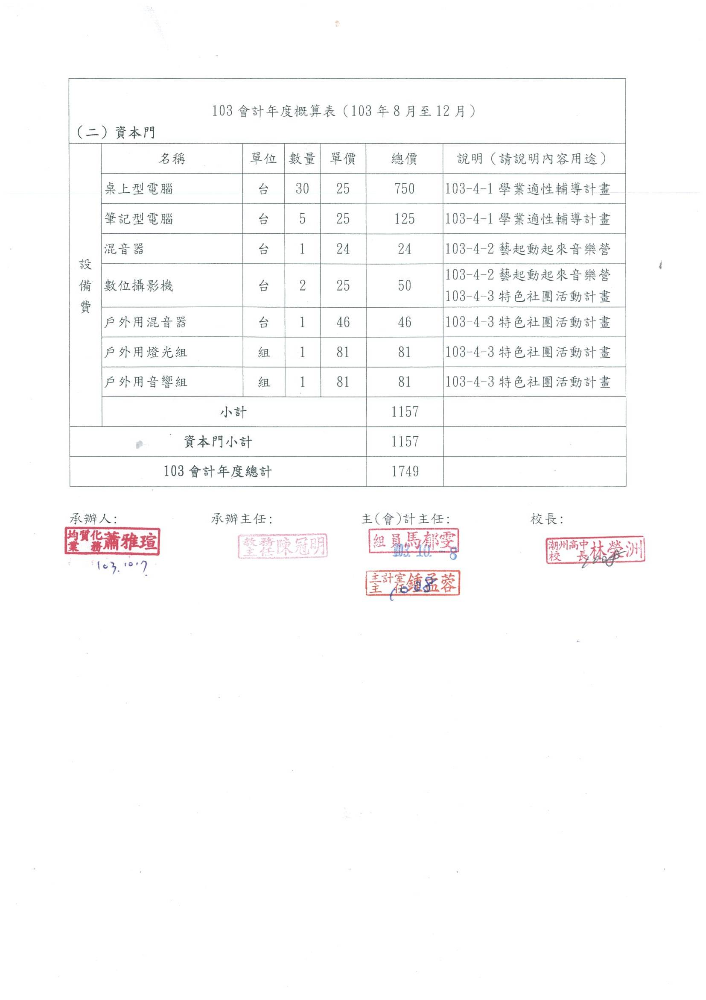 103 會計年度概算表（103 年 8 月至 12 月）
（二）資本門
設備費
名稱 單位 數量 單價 總價 說明（請說明內容用途）
桌上型電腦 台 30 25 750 103-4-1 學業適性輔導計畫
筆記型電腦 台 5 25 125 103-4-1 學業適性輔導計畫
混音器 台 1 24 24 103-4-2 藝起動起來音樂營
數位攝影機 台 2 25 50 103-4-2 藝起動起來音樂營
103-4-3 特色社團活動計畫
戶外用混音器 台 1 46 46 103-4-3 特色社團活動計畫
戶外用燈光組 組 1 81 81 103-4-3 特色社團活動計畫
戶外用音響組 組 1 81 81 103-4-3 特色社團活動計畫
小計 1157
資本門小計 1157
103 會計年度總計 1749
承辦人： 承辦主任： 主(會)計主任： 校長：
均質化業務 蕭雅瑄
103.10.7
教務主任 陳冠明
組員 馬郁雯
103.10.-8
主計室主任 鍾孟蓉
1008
潮州高中校長 林榮洲
1008